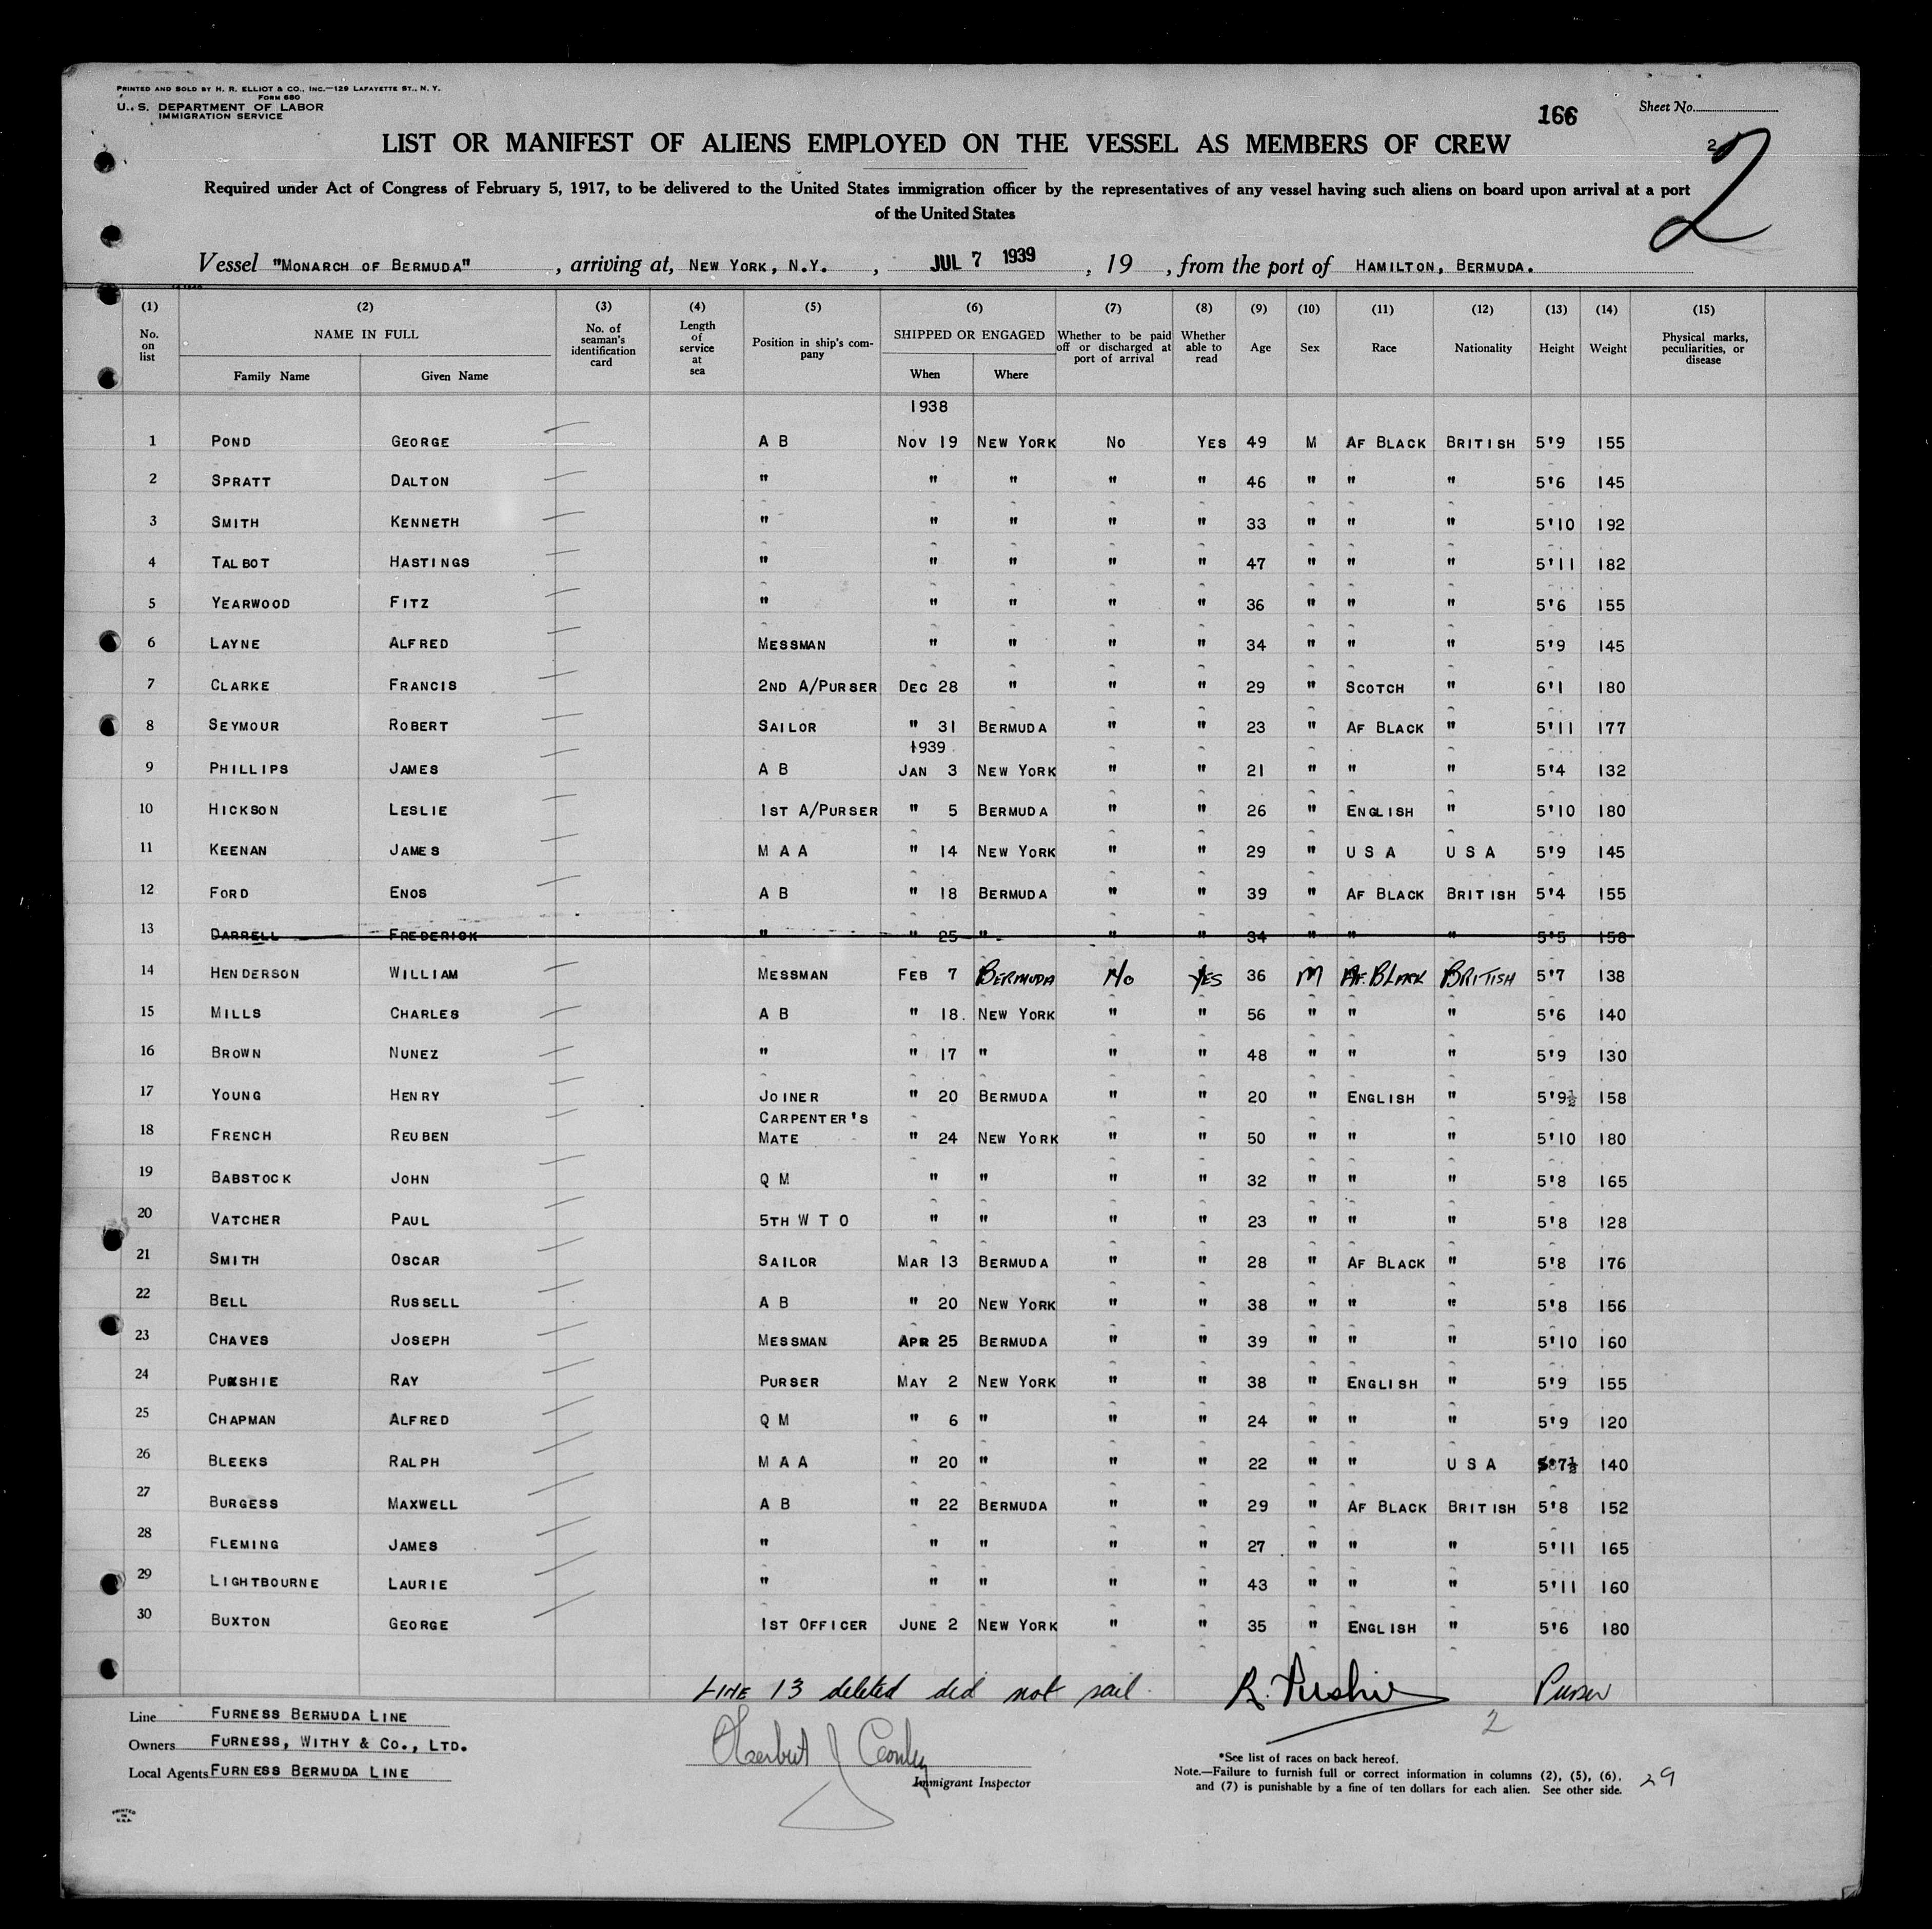 PRINTED AND SOLD BY H. R. ELLIOT & CO., INC.—129 LAFAYETTE ST., N. Y.
FORM 680
U. S. DEPARTMENT OF LABOR
IMMIGRATION SERVICE
166
Sheet No.
2
2
LIST OR MANIFEST OF ALIENS EMPLOYED ON THE VESSEL AS MEMBERS OF CREW
Required under Act of Congress of February 5, 1917, to be delivered to the United States immigration officer by the representatives of any vessel having such aliens on board upon arrival at a port
of the United States
Vessel "MONARCH OF BERMUDA", arriving at, NEW YORK, N.Y., JUL 7 1939, 19, from the port of HAMILTON, BERMUDA.
(1) (2) (3) (4) (5) (6) (7) (8) (9) (10) (11) (12) (13) (14) (15)
No. on list NAME IN FULL Family Name Given Name No. of seaman's identification card Length of service at sea Position in ship's company SHIPPED OR ENGAGED When Where Whether to be paid off or discharged at port of arrival Whether able to read Age Sex Race Nationality Height Weight Physical marks, peculiarities, or disease
1938
1 POND GEORGE A B NOV 19 NEW YORK NO YES 49 M AF BLACK BRITISH 5'9 155
2 SPRATT DALTON " " " " " 46 " " " 5'6 145
3 SMITH KENNETH " " " " " 33 " " " 5'10 192
4 TALBOT HASTINGS " " " " " 47 " " " 5'11 182
5 YEARWOOD FITZ " " " " " 36 " " " 5'6 155
6 LAYNE ALFRED MESSMAN " " " " 34 " " " 5'9 145
7 CLARKE FRANCIS 2ND A/PURSER DEC 28 " " " 29 " SCOTCH " 6'1 180
8 SEYMOUR ROBERT SAILOR " 31 BERMUDA " " 23 " AF BLACK " 5'11 177
1939
9 PHILLIPS JAMES A B JAN 3 NEW YORK " " 21 " " " 5'4 132
10 HICKSON LESLIE 1ST A/PURSER " 5 BERMUDA " " 26 " ENGLISH " 5'10 180
11 KEENAN JAMES M A A " 14 NEW YORK " " 29 " U S A U S A 5'9 145
12 FORD ENOS A B " 18 BERMUDA " " 39 " AF BLACK BRITISH 5'4 155
13 DARRELL FREDERICK " " 25 " " " 34 " " " 5'5 158
14 HENDERSON WILLIAM MESSMAN FEB 7 BERMUDA No YES 36 M AF. BLACK BRITISH 5'7 138
15 MILLS CHARLES A B " 18. NEW YORK " " 56 " " " 5'6 140
16 BROWN NUNEZ " " 17 " " " 48 " " " 5'9 130
17 YOUNG HENRY JOINER " 20 BERMUDA " " 20 " ENGLISH " 5'9½ 158
CARPENTER'S
18 FRENCH REUBEN MATE " 24 NEW YORK " " 50 " " " 5'10 180
19 BABSTOCK JOHN Q M " " " " 32 " " " 5'8 165
20 VATCHER PAUL 5TH W T O " " " " 23 " " " 5'8 128
21 SMITH OSCAR SAILOR MAR 13 BERMUDA " " 28 " AF BLACK " 5'8 176
22 BELL RUSSELL A B " 20 NEW YORK " " 38 " " " 5'8 156
23 CHAVES JOSEPH MESSMAN APR 25 BERMUDA " " 39 " " " 5'10 160
24 PUSHIE RAY PURSER MAY 2 NEW YORK " " 38 " ENGLISH " 5'9 155
25 CHAPMAN ALFRED Q M " 6 " " " 24 " " " 5'9 120
26 BLEEKS RALPH M A A " 20 " " " 22 " " U S A 5'7½ 140
27 BURGESS MAXWELL A B " 22 BERMUDA " " 29 " AF BLACK BRITISH 5'8 152
28 FLEMING JAMES " " " " " 27 " " " 5'11 165
29 LIGHTBOURNE LAURIE " " " " " 43 " " " 5'11 160
30 BUXTON GEORGE 1ST OFFICER JUNE 2 NEW YORK " " 35 " ENGLISH " 5'6 180
LINE 13 deleted did not sail. R. Pushie Purser
2
Line FURNESS BERMUDA LINE
Owners FURNESS, WITHY & CO., LTD.
Local Agents FURNESS BERMUDA LINE
Immigrant Inspector
*See list of races on back hereof.
Note.—Failure to furnish full or correct information in columns (2), (5), (6),
and (7) is punishable by a fine of ten dollars for each alien. See other side.
29
PRINTED
IN
U.S.A.